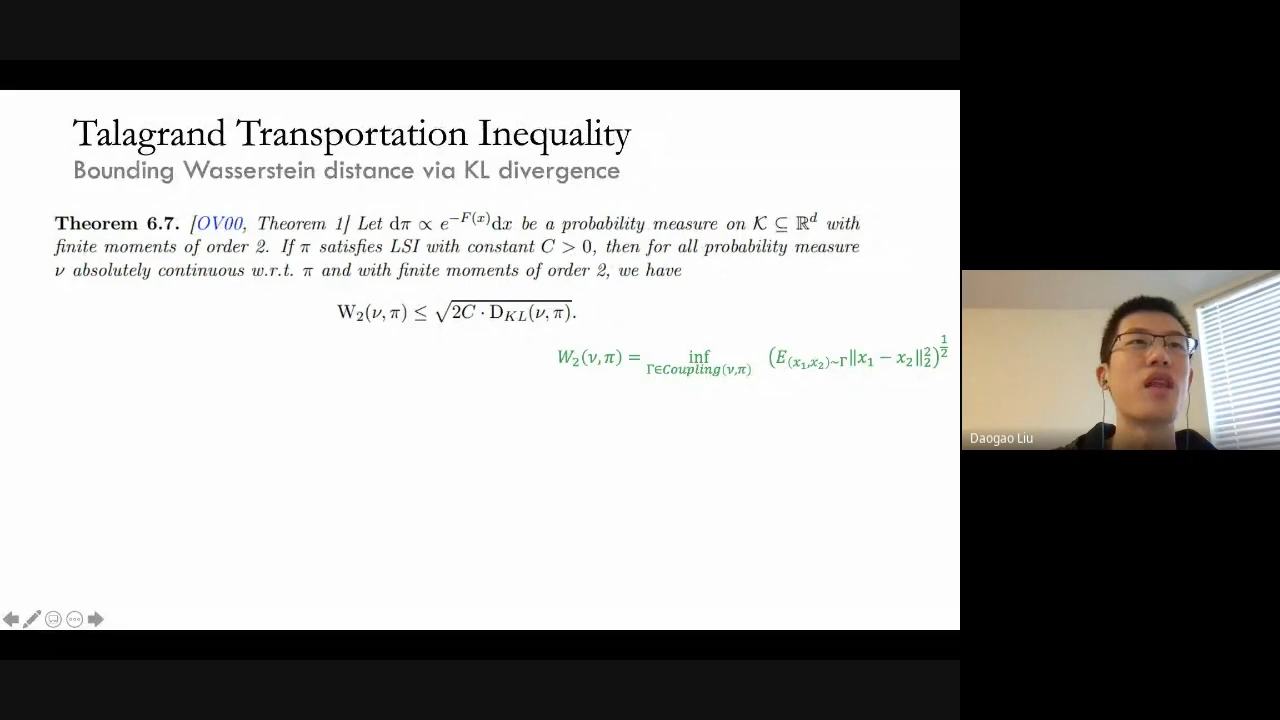 Talagrand Transportation Inequality
Bounding Wasserstein distance via KL divergence
Theorem 6.7. [OV00, Theorem 1] Let dπ ∝ e^{−F(x)}dx be a probability measure on 𝒦 ⊆ ℝ^d with
finite moments of order 2. If π satisfies LSI with constant C > 0, then for all probability measure
ν absolutely continuous w.r.t. π and with finite moments of order 2, we have
W₂(ν, π) ≤ √(2C · D_{KL}(ν, π)).
W₂(ν, π) = inf_{Γ∈Coupling(ν,π)} (E_{(x₁,x₂)~Γ}‖x₁ − x₂‖₂²)^{1/2}
Daogao Liu